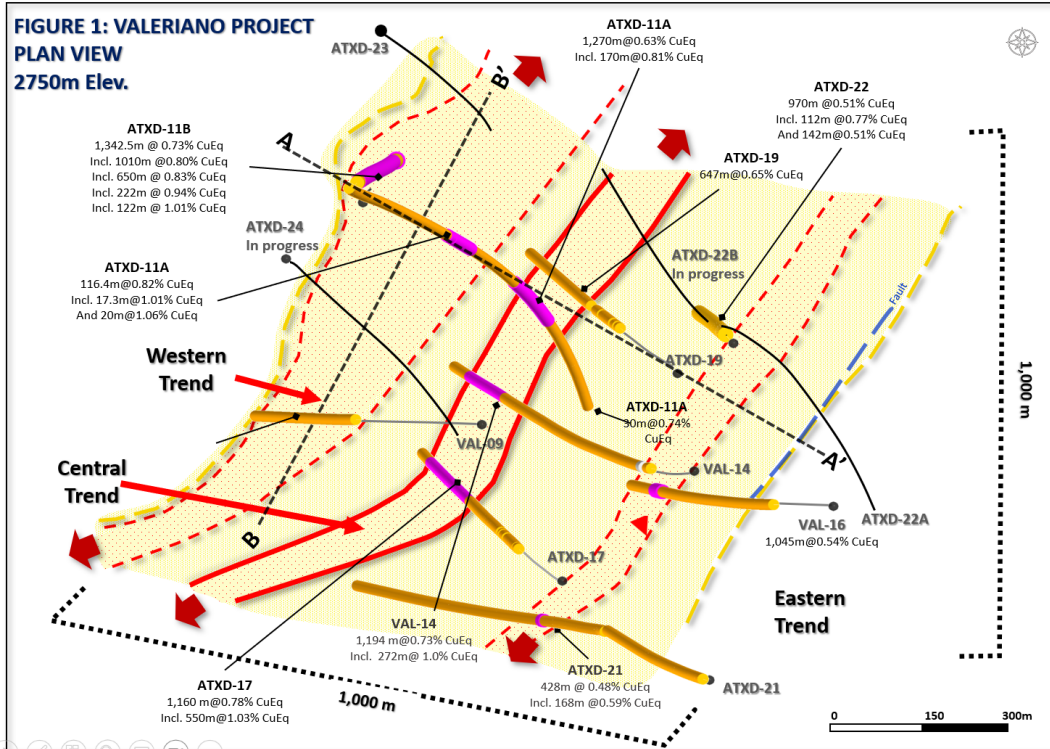 FIGURE 1: VALERIANO PROJECT
PLAN VIEW
2750m Elev.
ATXD-23
ATXD-11A
1,270m@0.63% CuEq
Incl. 170m@0.81% CuEq
B'
ATXD-22
970m @0.51% CuEq
Incl. 112m @0.77% CuEq
And 142m@0.51% CuEq
ATXD-11B
1,342.5m @ 0.73% CuEq
Incl. 1010m @ 0.80% CuEq
Incl. 650m @ 0.83% CuEq
Incl. 222m @ 0.94% CuEq
Incl. 122m @ 1.01% CuEq
A
ATXD-19
647m@0.65% CuEq
ATXD-24
In progress
ATXD-22B
In progress
ATXD-11A
116.4m@0.82% CuEq
Incl. 17.3m@1.01% CuEq
And 20m@1.06% CuEq
Fault
Western
Trend
ATXD-19
1,000 m
ATXD-11A
30m@0.74%
CuEq
VAL-09
A'
VAL-14
Central
Trend
VAL-16
1,045m@0.54% CuEq
ATXD-22A
B
ATXD-17
Eastern
Trend
VAL-14
1,194 m@0.73% CuEq
Incl. 272m@ 1.0% CuEq
ATXD-21
428m @ 0.48% CuEq
Incl. 168m@0.59% CuEq
ATXD-21
ATXD-17
1,160 m@0.78% CuEq
Incl. 550m@1.03% CuEq
1,000 m
0 150 300m